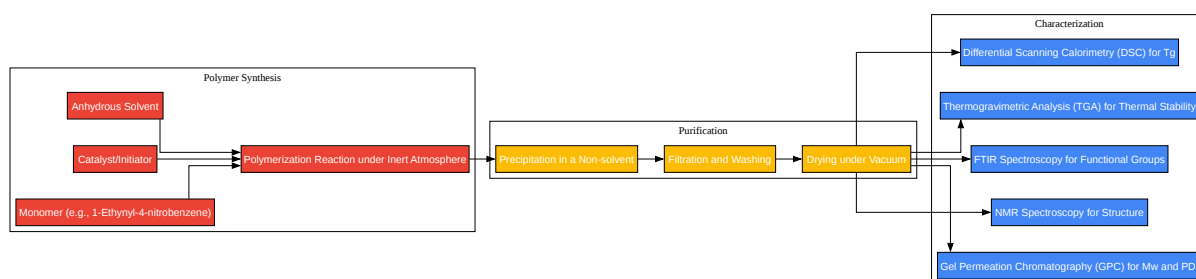 Polymer Synthesis
Anhydrous Solvent
Catalyst/Initiator
Monomer (e.g., 1-Ethynyl-4-nitrobenzene)
Polymerization Reaction under Inert Atmosphere
Purification
Precipitation in a Non-solvent
Filtration and Washing
Drying under Vacuum
Characterization
Differential Scanning Calorimetry (DSC) for Tg
Thermogravimetric Analysis (TGA) for Thermal Stability
FTIR Spectroscopy for Functional Groups
NMR Spectroscopy for Structure
Gel Permeation Chromatography (GPC) for Mw and PD